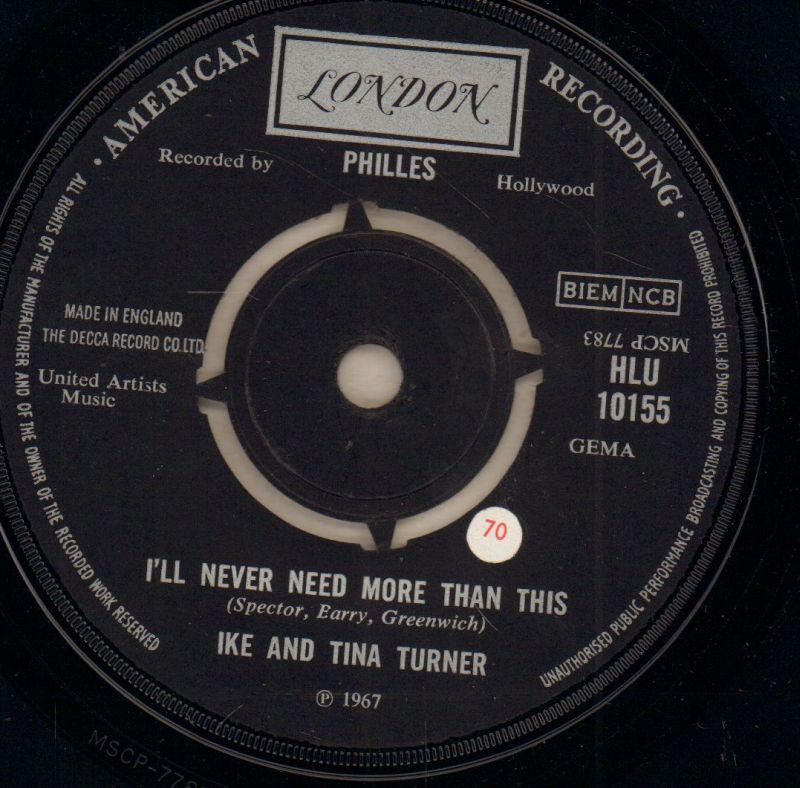 · AMERICAN RECORDING ·
LONDON
Recorded by
PHILLES
Hollywood
BIEM NCB
MADE IN ENGLAND
THE DECCA RECORD CO. LTD.
MSCP 7783
United Artists
Music
HLU
10155
GEMA
70
I'LL NEVER NEED MORE THAN THIS
(Spector, Barry, Greenwich)
IKE AND TINA TURNER
℗ 1967
ALL RIGHTS OF THE MANUFACTURER AND OF THE OWNER OF THE RECORDED WORK RESERVED
UNAUTHORISED PUBLIC PERFORMANCE BROADCASTING AND COPYING OF THIS RECORD PROHIBITED